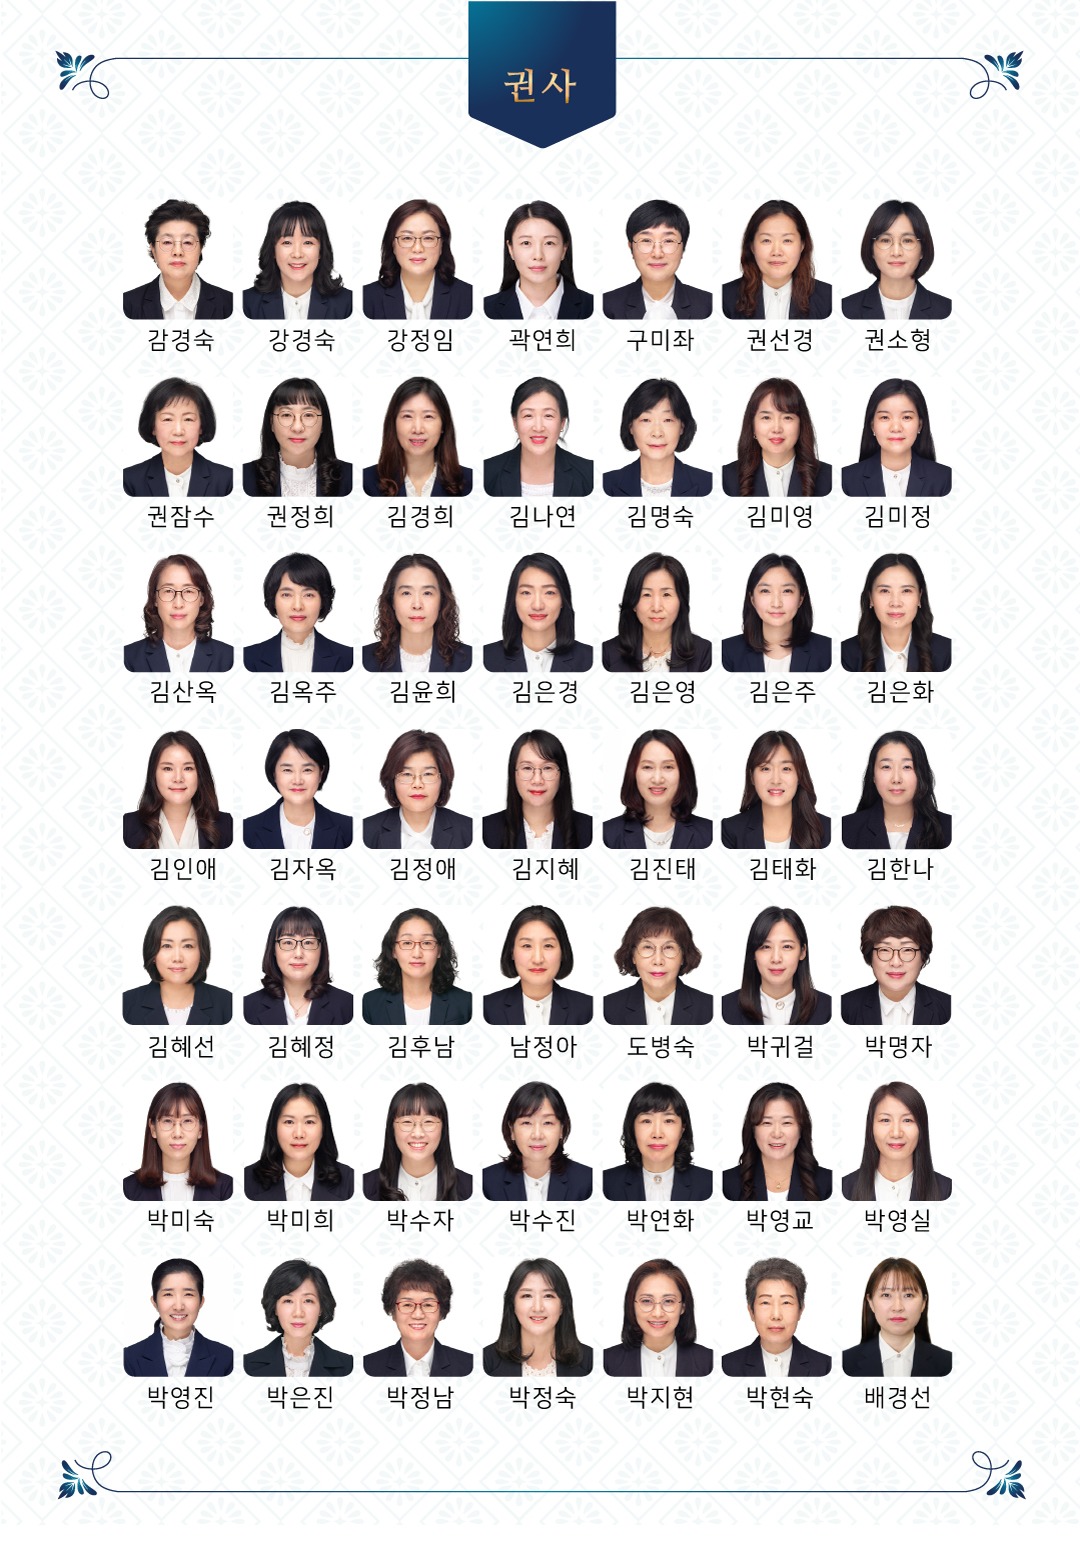 권사
감경숙 강경숙 강정임 곽연희 구미좌 권선경 권소형
권잠수 권정희 김경희 김나연 김명숙 김미영 김미정
김산옥 김옥주 김윤희 김은경 김은영 김은주 김은화
김인애 김자옥 김정애 김지혜 김진태 김태화 김한나
김혜선 김혜정 김후남 남정아 도병숙 박귀걸 박명자
박미숙 박미희 박수자 박수진 박연화 박영교 박영실
박영진 박은진 박정남 박정숙 박지현 박현숙 배경선